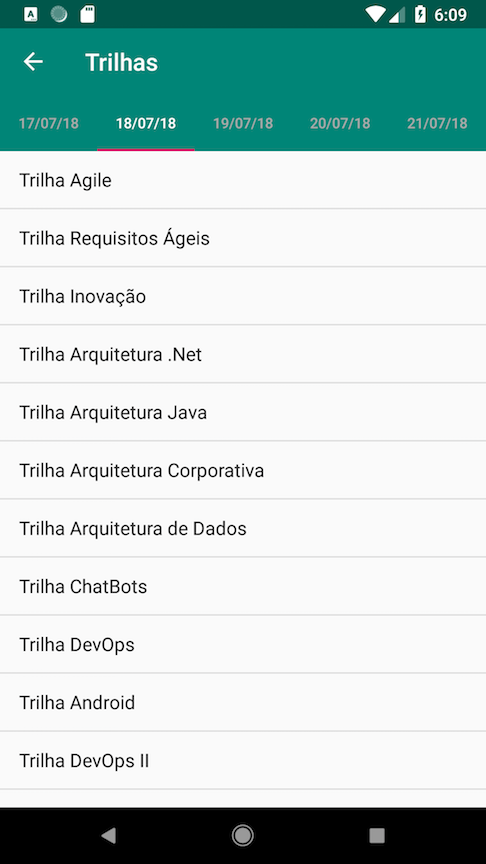 A 6:09
Trilhas
17/07/18 18/07/18 19/07/18 20/07/18 21/07/18
Trilha Agile
Trilha Requisitos Ágeis
Trilha Inovação
Trilha Arquitetura .Net
Trilha Arquitetura Java
Trilha Arquitetura Corporativa
Trilha Arquitetura de Dados
Trilha ChatBots
Trilha DevOps
Trilha Android
Trilha DevOps II